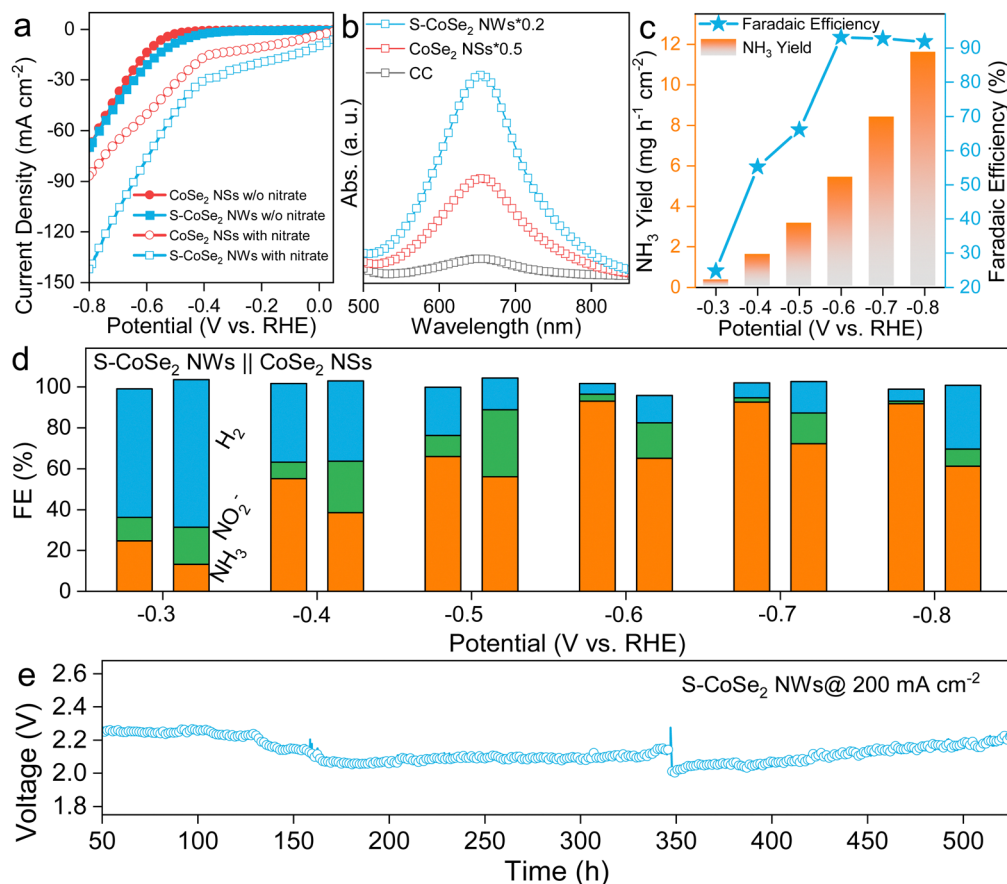 a
0
-30
-60
-90
-120
-150
Current Density (mA cm⁻²)
CoSe₂ NSs w/o nitrate
S-CoSe₂ NWs w/o nitrate
CoSe₂ NSs with nitrate
S-CoSe₂ NWs with nitrate
-0.8 -0.6 -0.4 -0.2 0.0
Potential (V vs. RHE)
b
S-CoSe₂ NWs*0.2
CoSe₂ NSs*0.5
CC
Abs. (a. u.)
500 600 700 800
Wavelength (nm)
c
Faradaic Efficiency
NH₃ Yield
12
10
8
6
4
2
0
NH₃ Yield (mg h⁻¹ cm⁻²)
90
80
70
60
50
40
30
20
Faradaic Efficiency (%)
-0.3 -0.4 -0.5 -0.6 -0.7 -0.8
Potential (V vs. RHE)
d
S-CoSe₂ NWs || CoSe₂ NSs
100
80
60
40
20
0
FE (%)
H₂
NO₂⁻
NH₃
-0.3 -0.4 -0.5 -0.6 -0.7 -0.8
Potential (V vs. RHE)
e
S-CoSe₂ NWs@ 200 mA cm⁻²
2.6
2.4
2.2
2.0
1.8
Voltage (V)
50 100 150 200 250 300 350 400 450 500
Time (h)